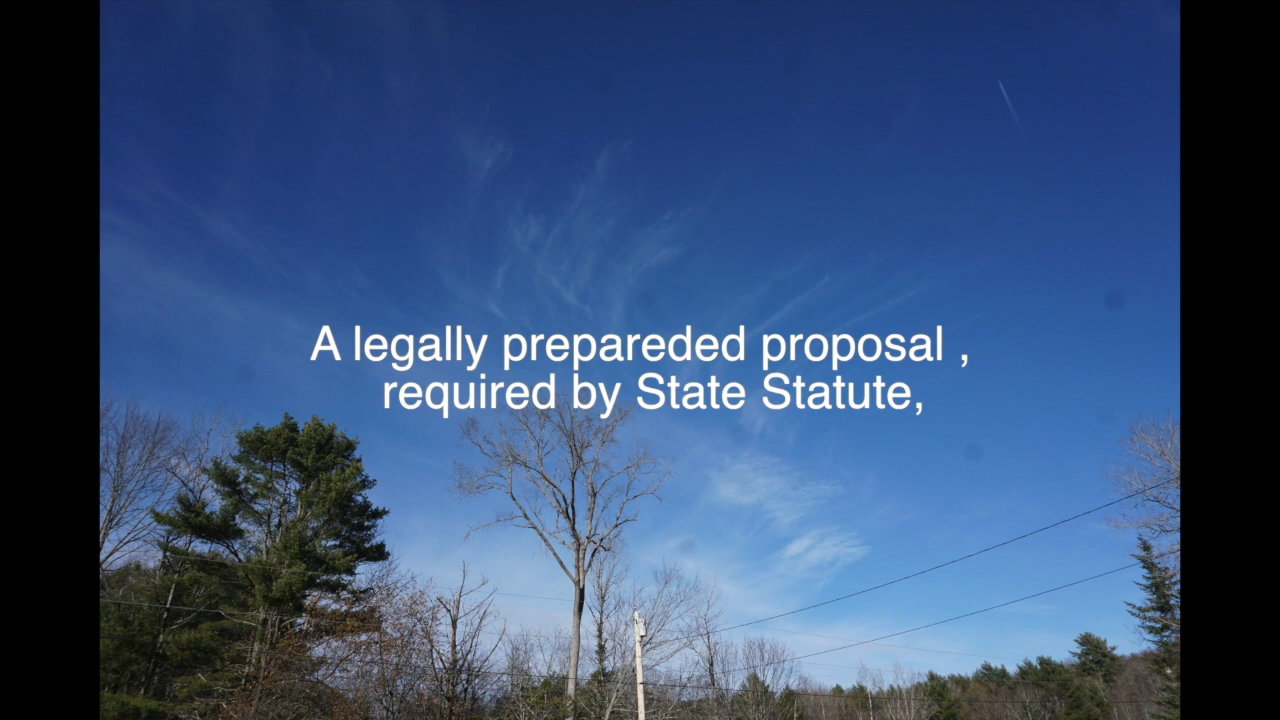 A legally prepareded proposal ,
required by State Statute,